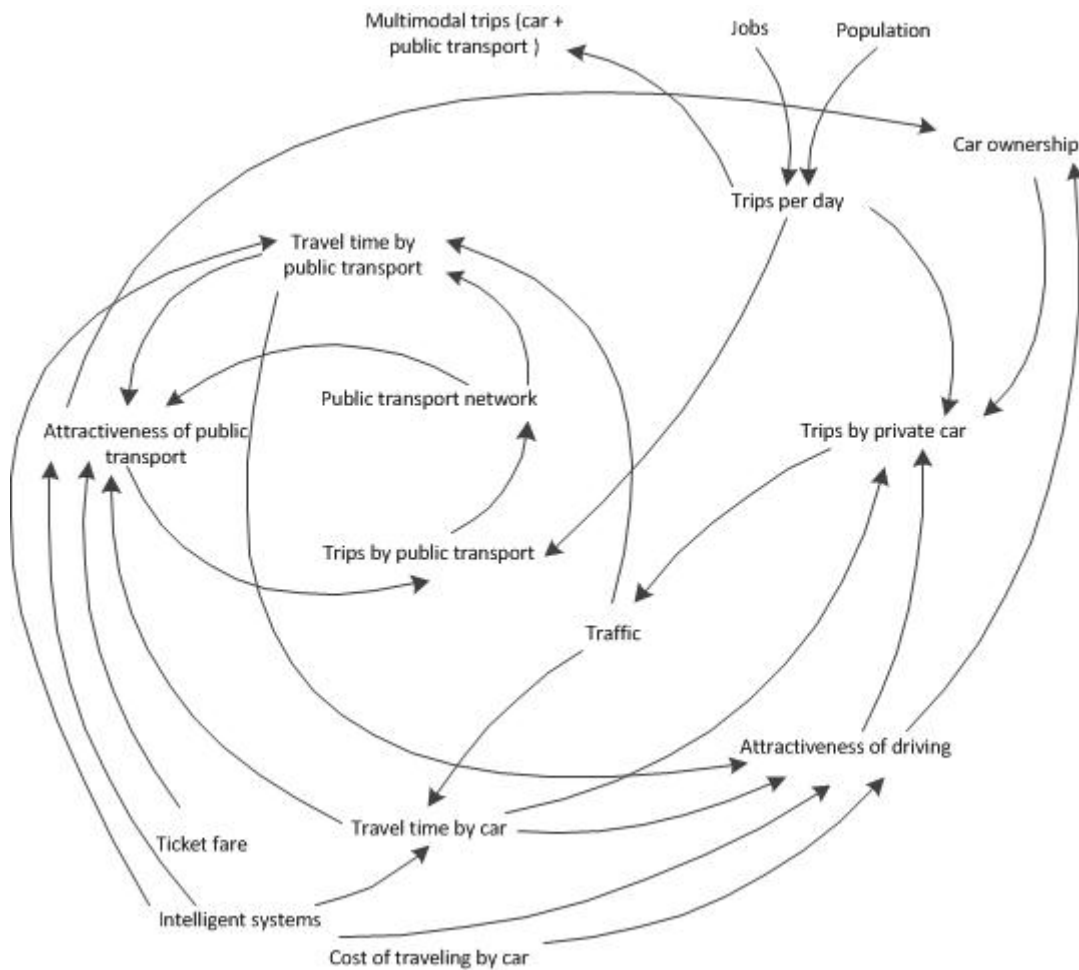 Multimodal trips (car +
public transport )
Jobs
Population
Car ownership
Trips per day
Travel time by
public transport
Public transport network
Attractiveness of public
transport
Trips by private car
Trips by public transport
Traffic
Attractiveness of driving
Travel time by car
Ticket fare
Intelligent systems
Cost of traveling by car